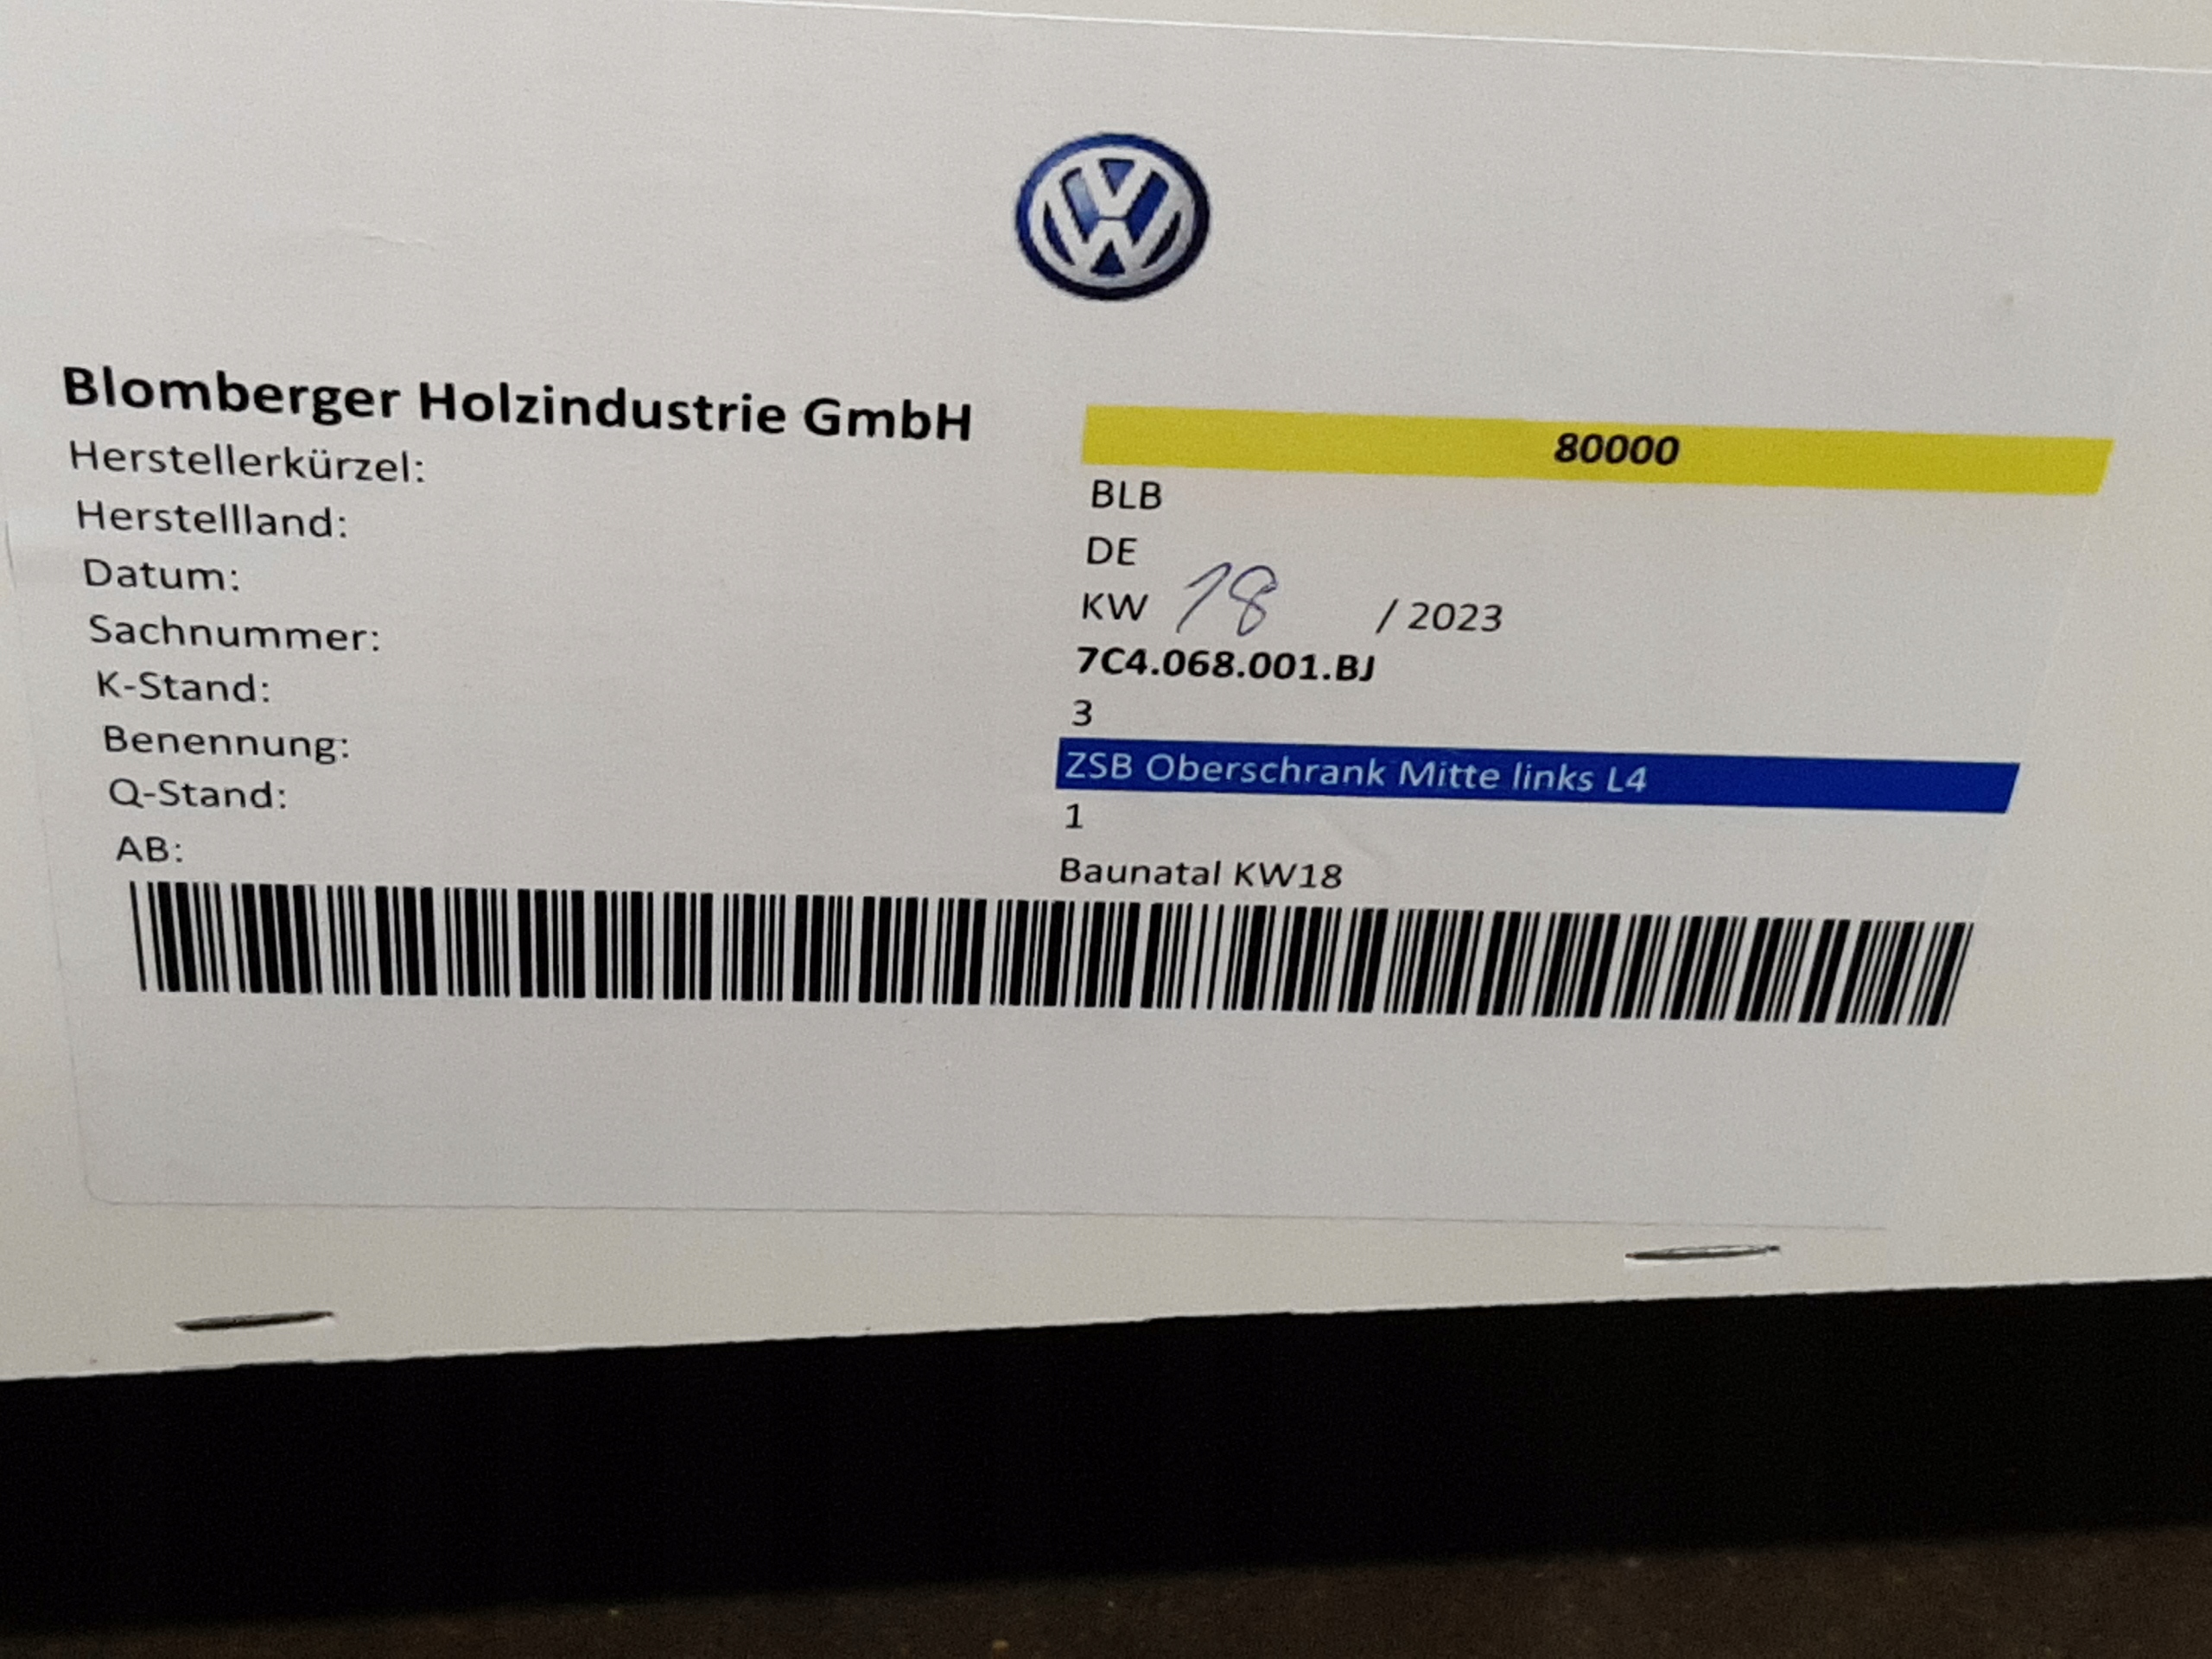 Blomberger Holzindustrie GmbH 80000
Herstellerkürzel: BLB
Herstellland: DE
Datum: KW 18 / 2023
Sachnummer: 7C4.068.001.BJ
K-Stand: 3
Benennung: ZSB Oberschrank Mitte links L4
Q-Stand: 1
AB: Baunatal KW18